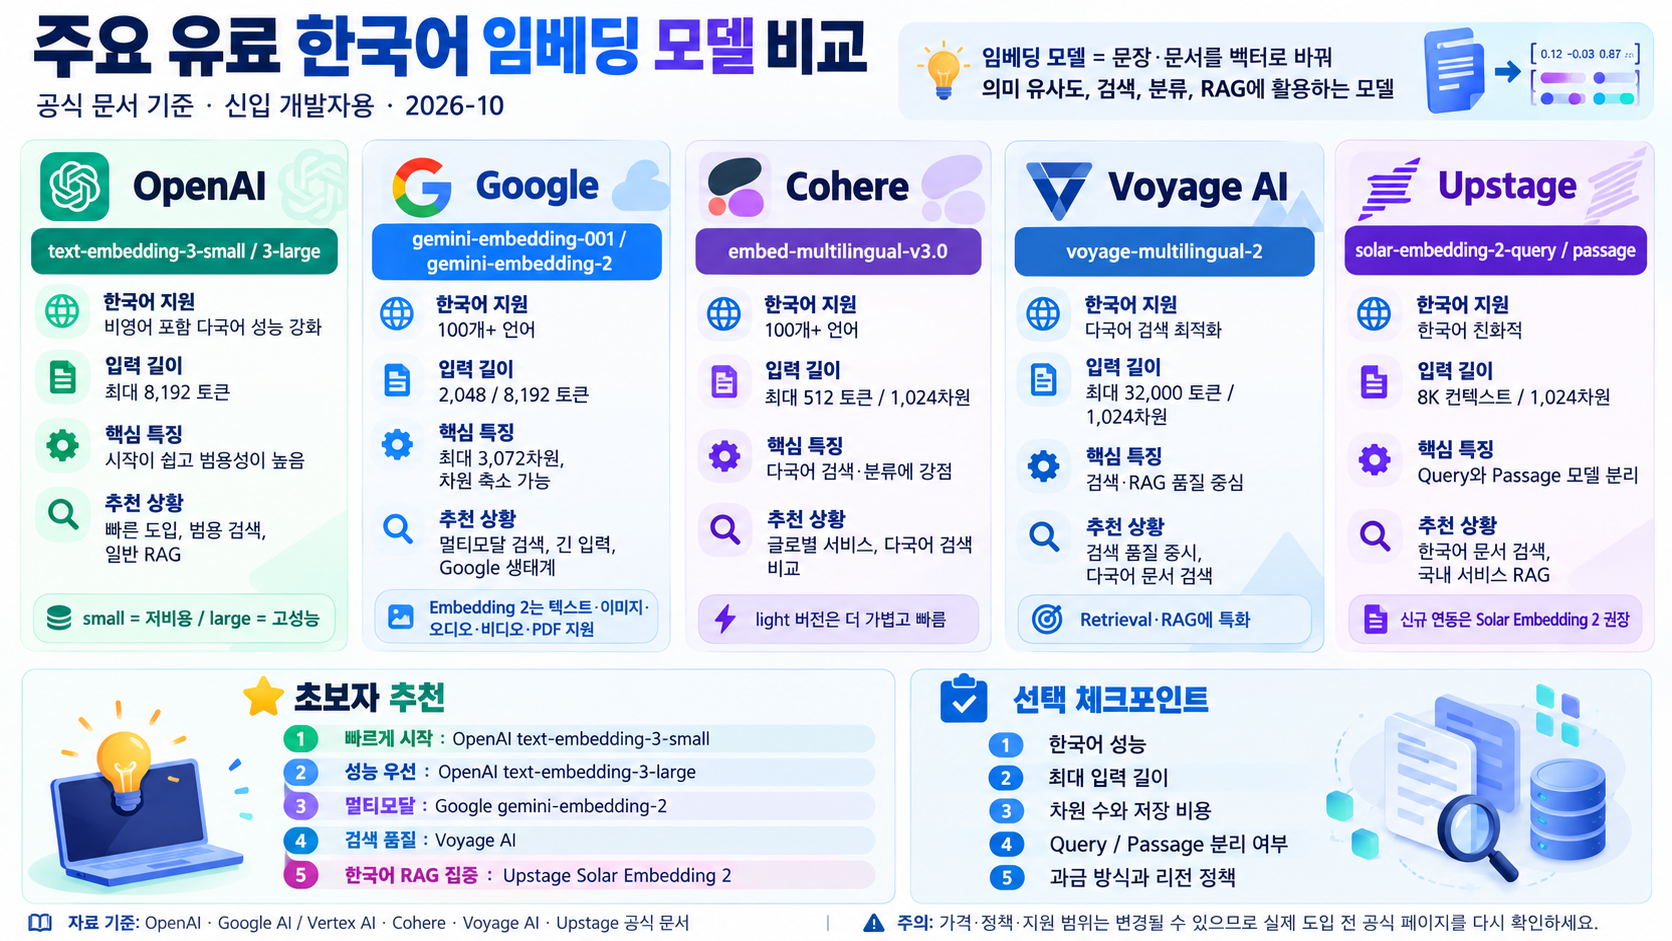 주요 유료 한국어 임베딩 모델 비교
공식 문서 기준 · 신입 개발자용 · 2026-10
임베딩 모델 = 문장·문서를 벡터로 바꿔
의미 유사도, 검색, 분류, RAG에 활용하는 모델
0.12 -0.03 0.87 ...
OpenAI
text-embedding-3-small / 3-large
한국어 지원
비영어 포함 다국어 성능 강화
입력 길이
최대 8,192 토큰
핵심 특징
시작이 쉽고 범용성이 높음
추천 상황
빠른 도입, 범용 검색,
일반 RAG
small = 저비용 / large = 고성능
Google
gemini-embedding-001 /
gemini-embedding-2
한국어 지원
100개+ 언어
입력 길이
2,048 / 8,192 토큰
핵심 특징
최대 3,072차원,
차원 축소 가능
추천 상황
멀티모달 검색, 긴 입력,
Google 생태계
Embedding 2는 텍스트·이미지·
오디오·비디오·PDF 지원
Cohere
embed-multilingual-v3.0
한국어 지원
100개+ 언어
입력 길이
최대 512 토큰 / 1,024차원
핵심 특징
다국어 검색·분류에 강점
추천 상황
글로벌 서비스, 다국어 검색
비교
light 버전은 더 가볍고 빠름
Voyage AI
voyage-multilingual-2
한국어 지원
다국어 검색 최적화
입력 길이
최대 32,000 토큰 /
1,024차원
핵심 특징
검색·RAG 품질 중심
추천 상황
검색 품질 중시,
다국어 문서 검색
Retrieval·RAG에 특화
Upstage
solar-embedding-2-query / passage
한국어 지원
한국어 친화적
입력 길이
8K 컨텍스트 / 1,024차원
핵심 특징
Query와 Passage 모델 분리
추천 상황
한국어 문서 검색,
국내 서비스 RAG
신규 연동은 Solar Embedding 2 권장
초보자 추천
1 빠르게 시작 : OpenAI text-embedding-3-small
2 성능 우선 : OpenAI text-embedding-3-large
3 멀티모달 : Google gemini-embedding-2
4 검색 품질 : Voyage AI
5 한국어 RAG 집중 : Upstage Solar Embedding 2
선택 체크포인트
1 한국어 성능
2 최대 입력 길이
3 차원 수와 저장 비용
4 Query / Passage 분리 여부
5 과금 방식과 리전 정책
자료 기준: OpenAI · Google AI / Vertex AI · Cohere · Voyage AI · Upstage 공식 문서
주의: 가격·정책·지원 범위는 변경될 수 있으므로 실제 도입 전 공식 페이지를 다시 확인하세요.